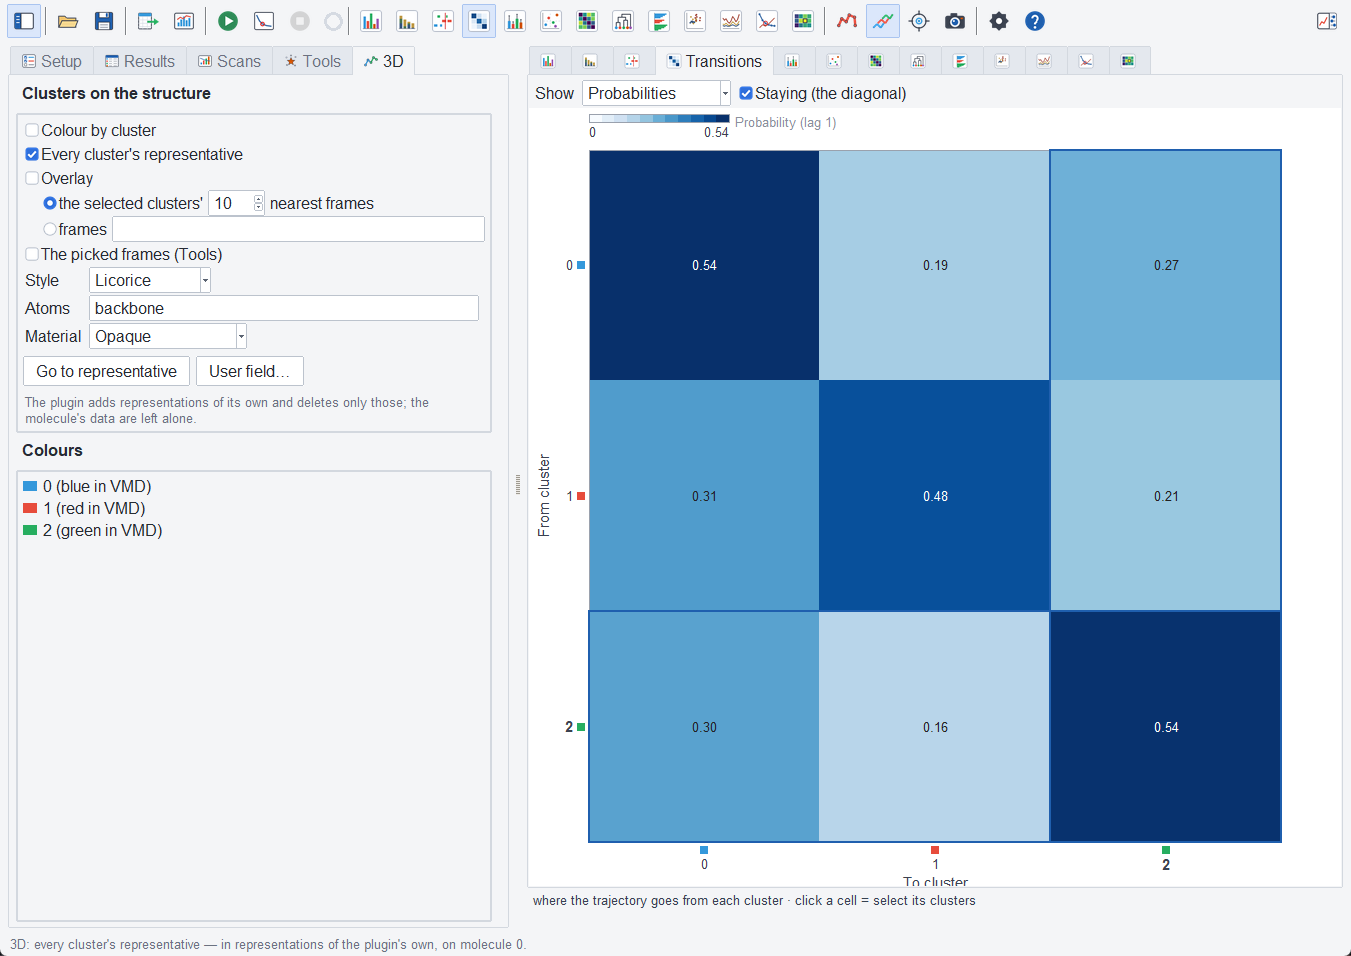 Setup
Results
Scans
Tools
3D
Clusters on the structure
Colour by cluster
Every cluster's representative
Overlay
the selected clusters' 10 nearest frames
frames
The picked frames (Tools)
Style Licorice
Atoms backbone
Material Opaque
Go to representative User field...
The plugin adds representations of its own and deletes only those; the
molecule's data are left alone.
Colours
0 (blue in VMD)
1 (red in VMD)
2 (green in VMD)
Transitions
Show Probabilities Staying (the diagonal)
Probability (lag 1)
0 0.54
0 0.54 0.19 0.27
From cluster
1 0.31 0.48 0.21
2 0.30 0.16 0.54
0 1 2
To cluster
where the trajectory goes from each cluster · click a cell = select its clusters
3D: every cluster's representative — in representations of the plugin's own, on molecule 0.